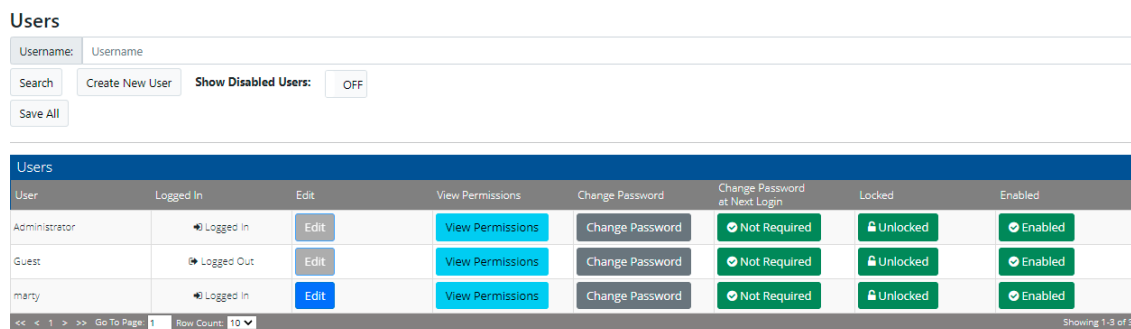 Users
Username: Username
Search Create New User Show Disabled Users: OFF
Save All
Users
User Logged In Edit View Permissions Change Password Change Password at Next Login Locked Enabled
Administrator Logged In Edit View Permissions Change Password Not Required Unlocked Enabled
Guest Logged Out Edit View Permissions Change Password Not Required Unlocked Enabled
marty Logged In Edit View Permissions Change Password Not Required Unlocked Enabled
<< < 1 > >> Go To Page: 1 Row Count: 10 Showing 1-3 of